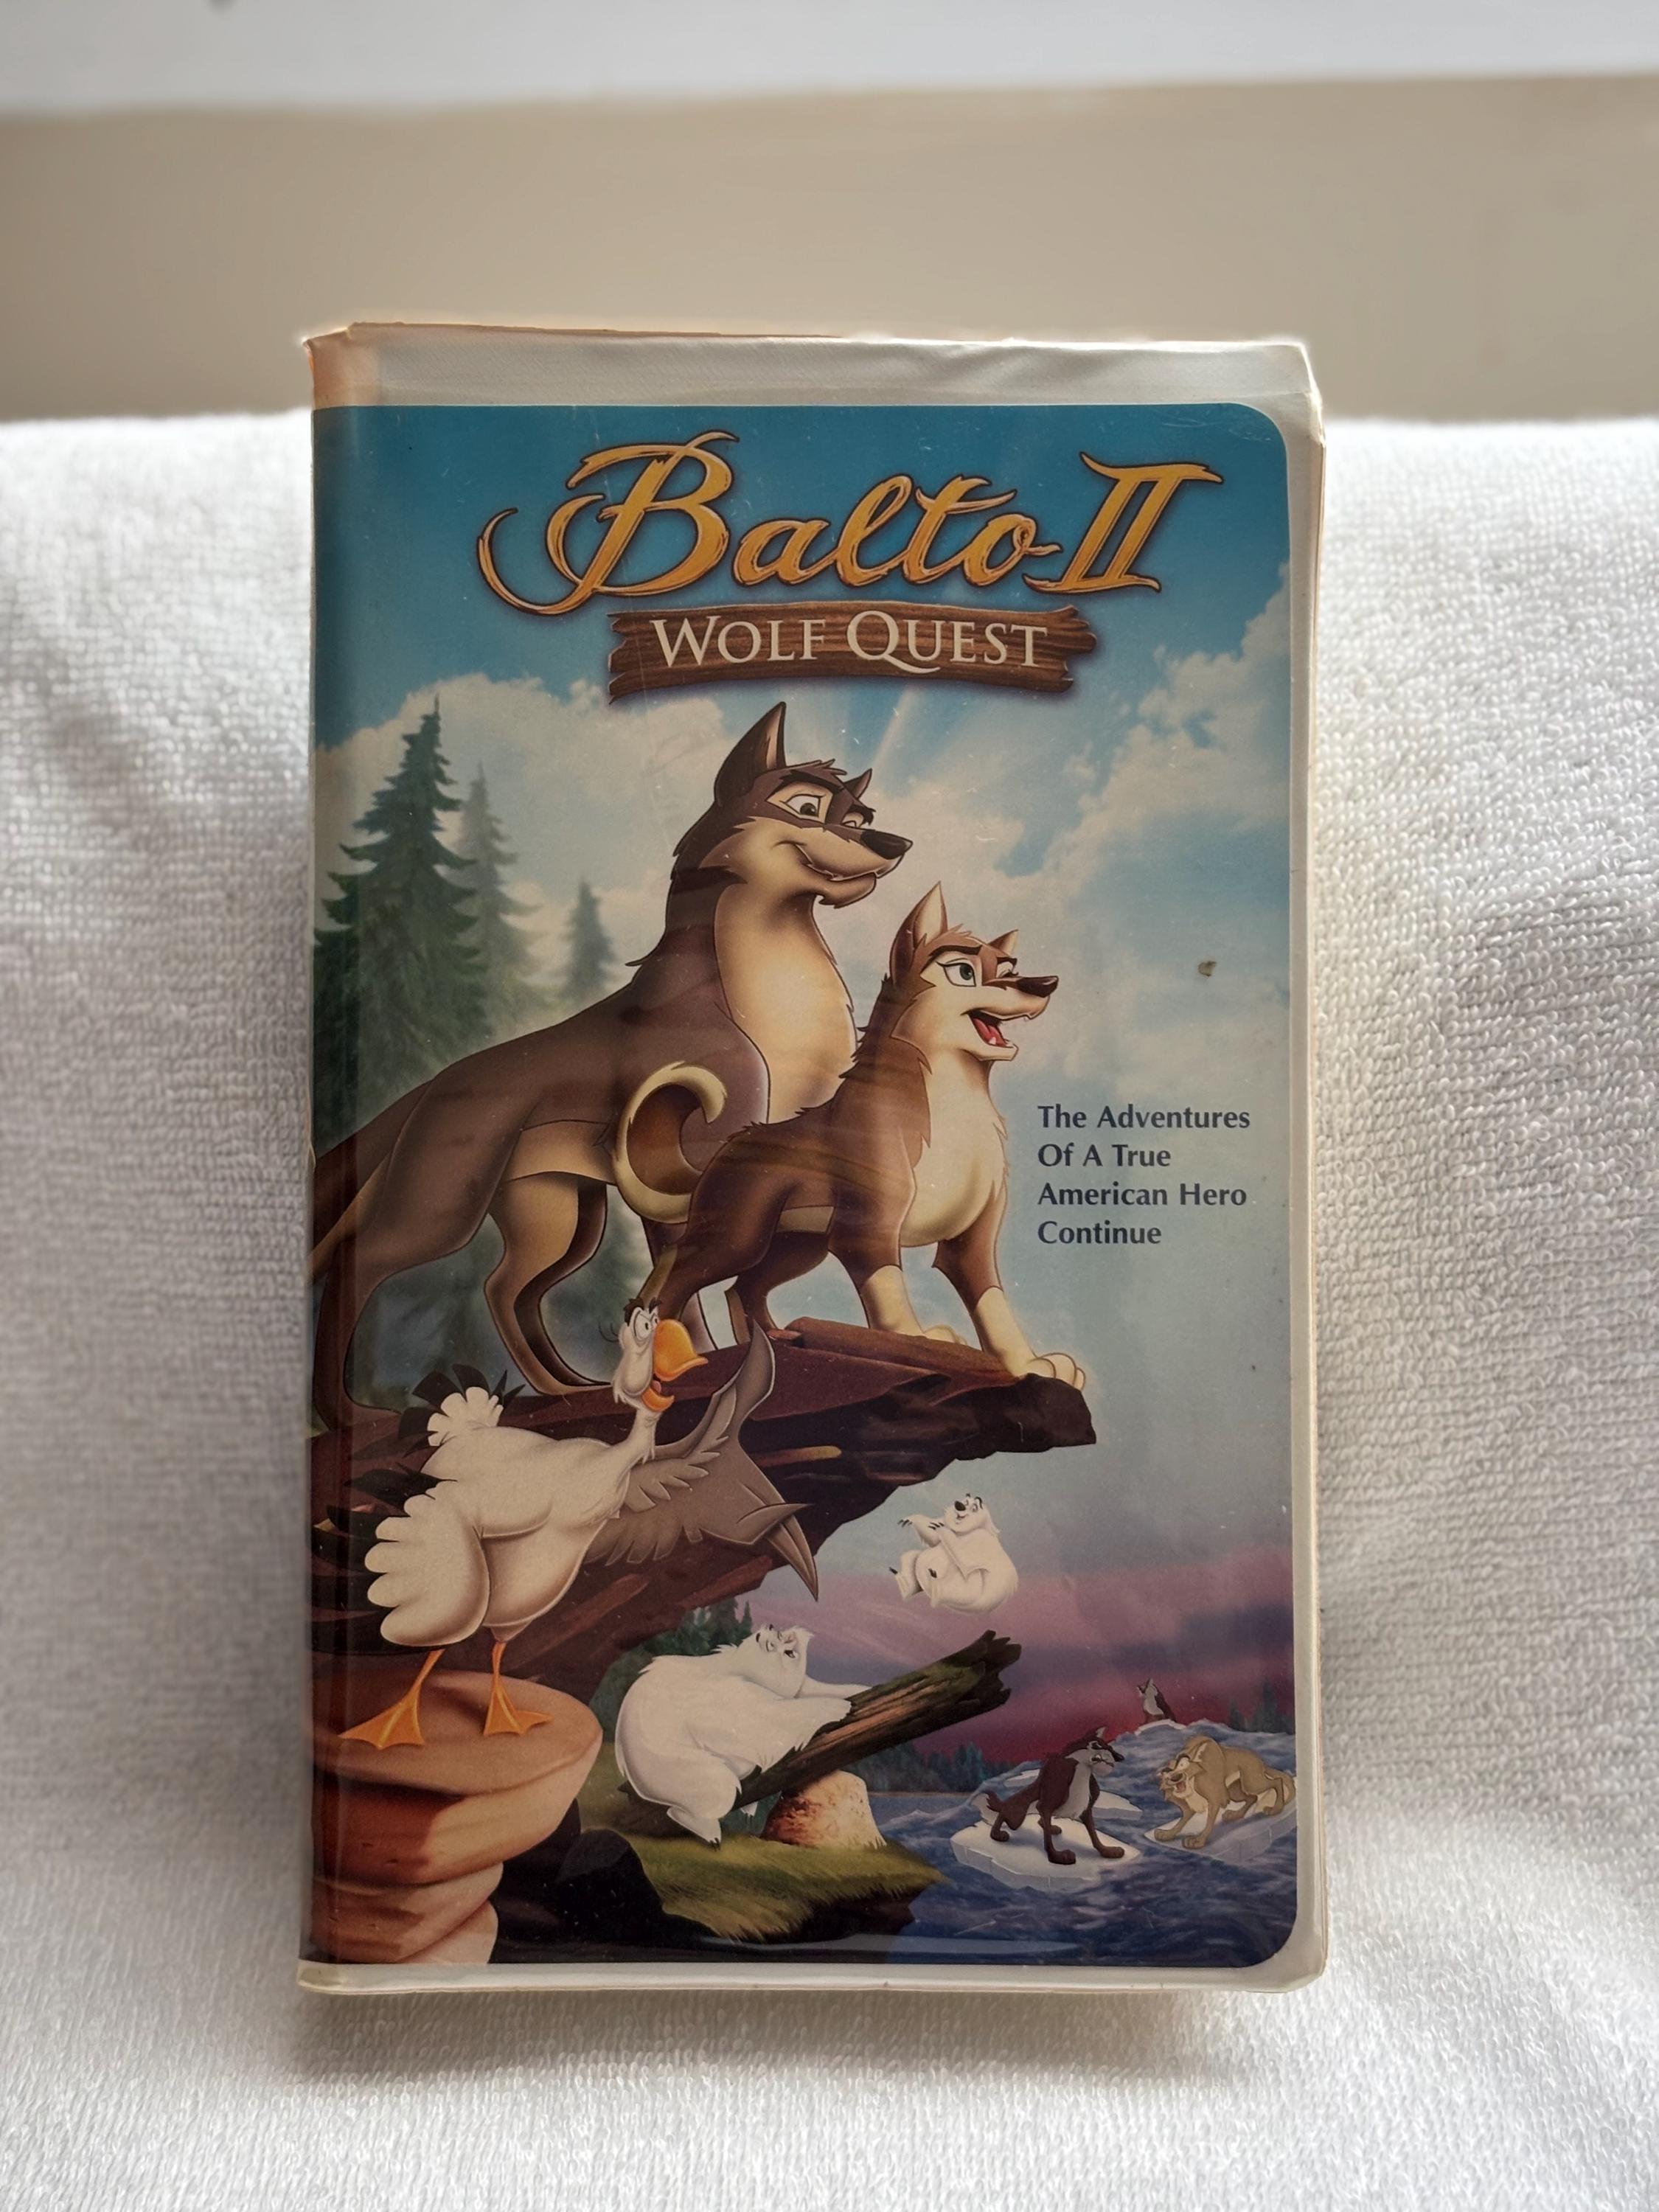 Balto II
WOLF QUEST
The Adventures
Of A True
American Hero
Continue